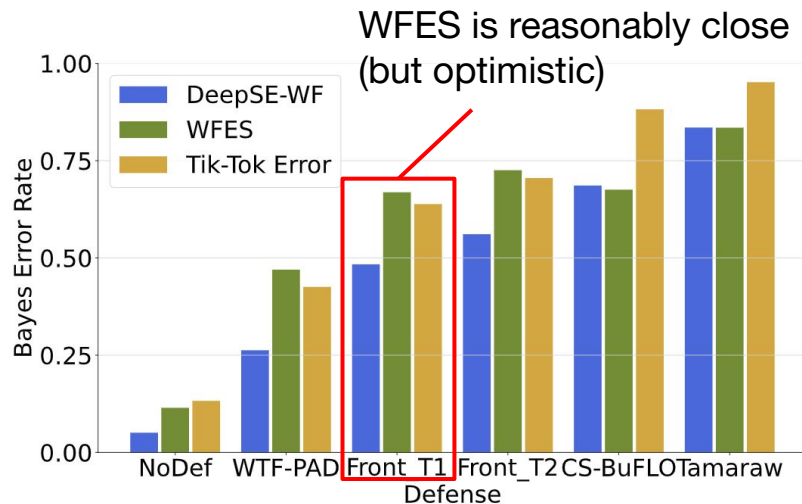 WFES is reasonably close
(but optimistic)
1.00
0.75
0.50
0.25
0.00
Bayes Error Rate
DeepSE-WF
WFES
Tik-Tok Error
NoDef
WTF-PAD
Front_T1
Front_T2
CS-BuFLO
Tamaraw
Defense